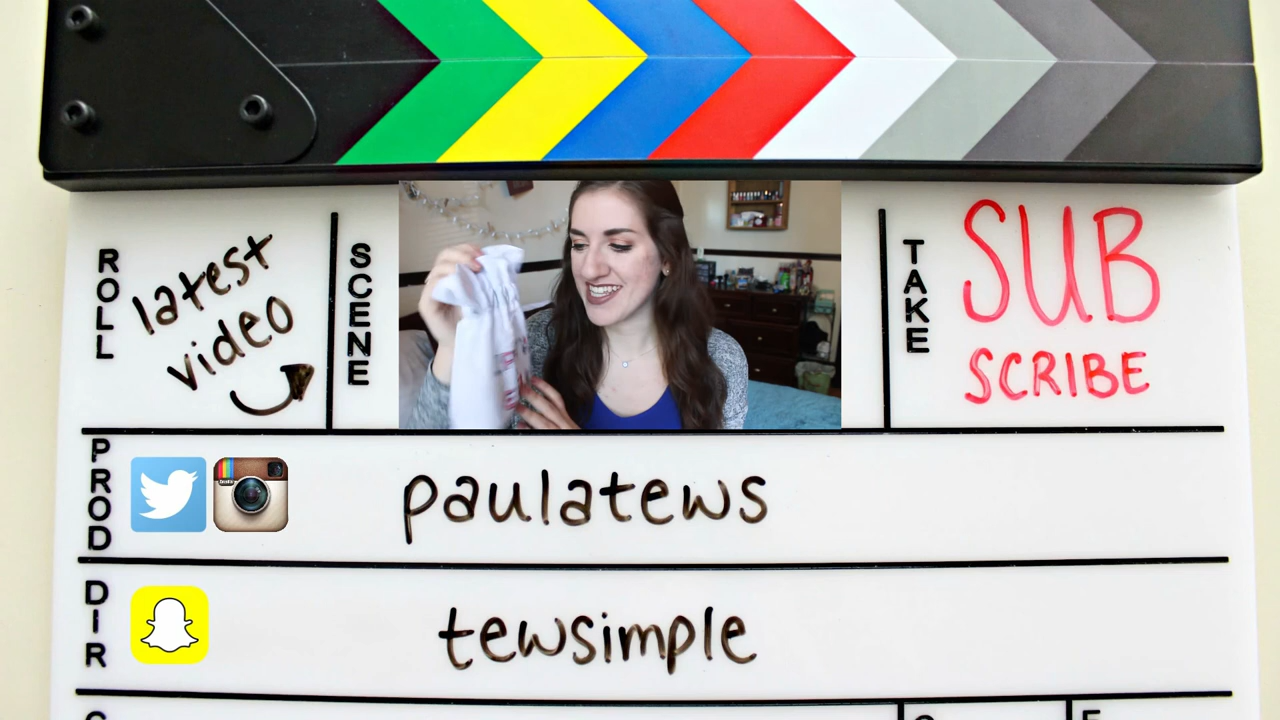 ROLL
latest
video
SCENE
TAKE
SUB
SCRIBE
PROD
paulatews
DIR
tewsimple